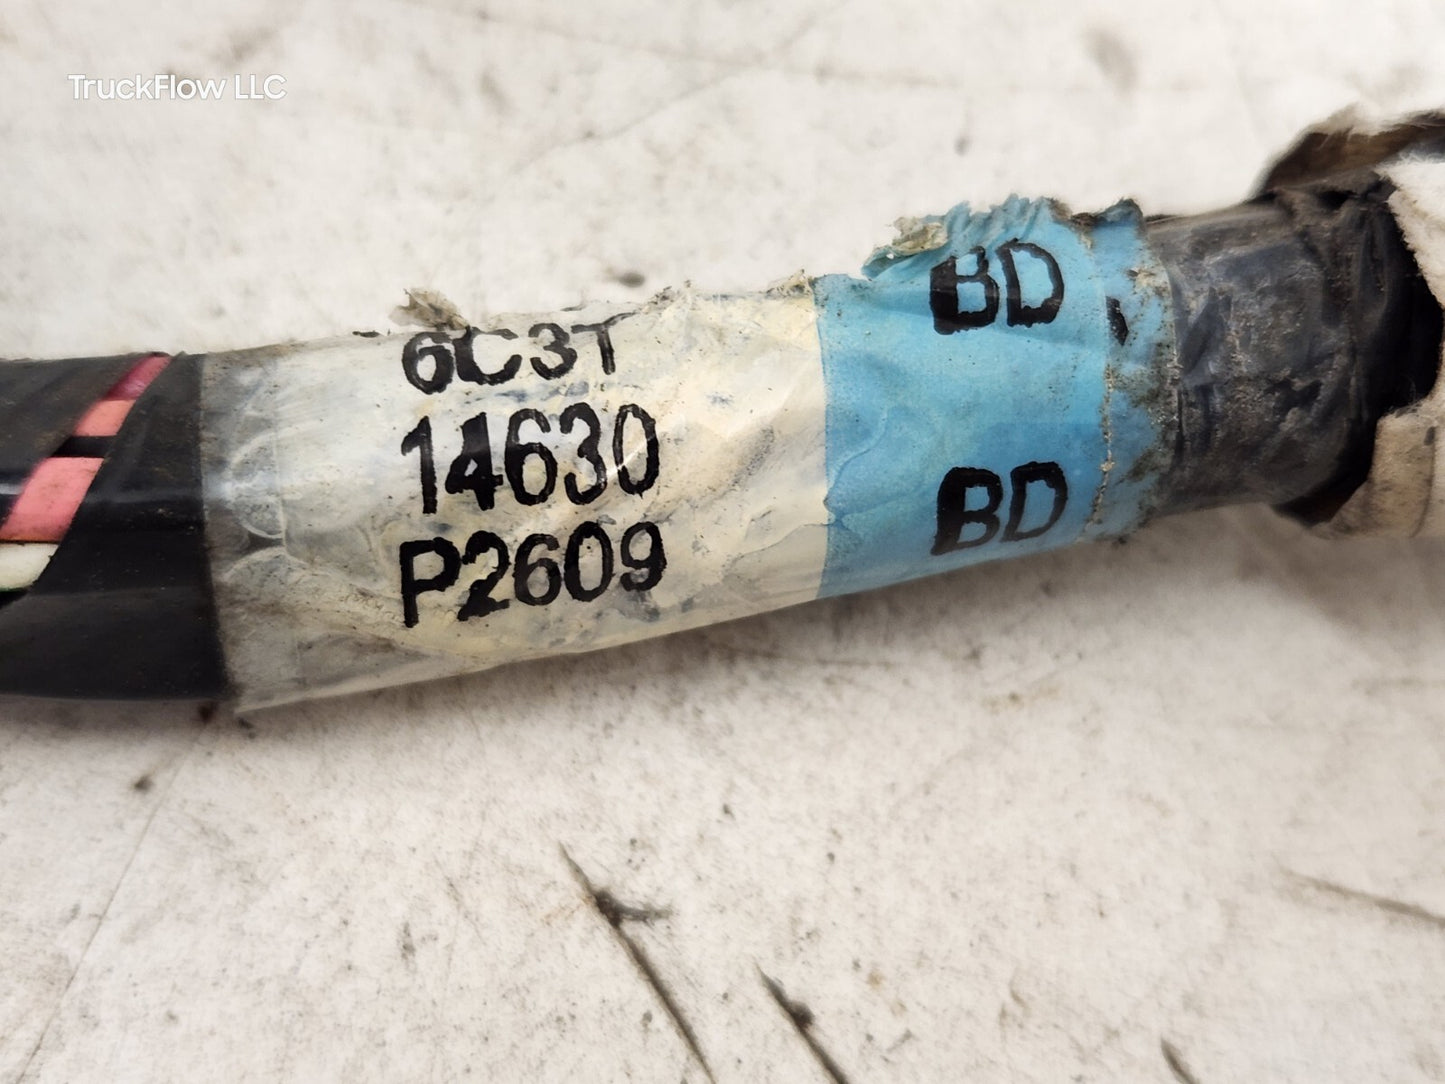 TruckFlow LLC
6C3T
14630
P2609
BD
BD